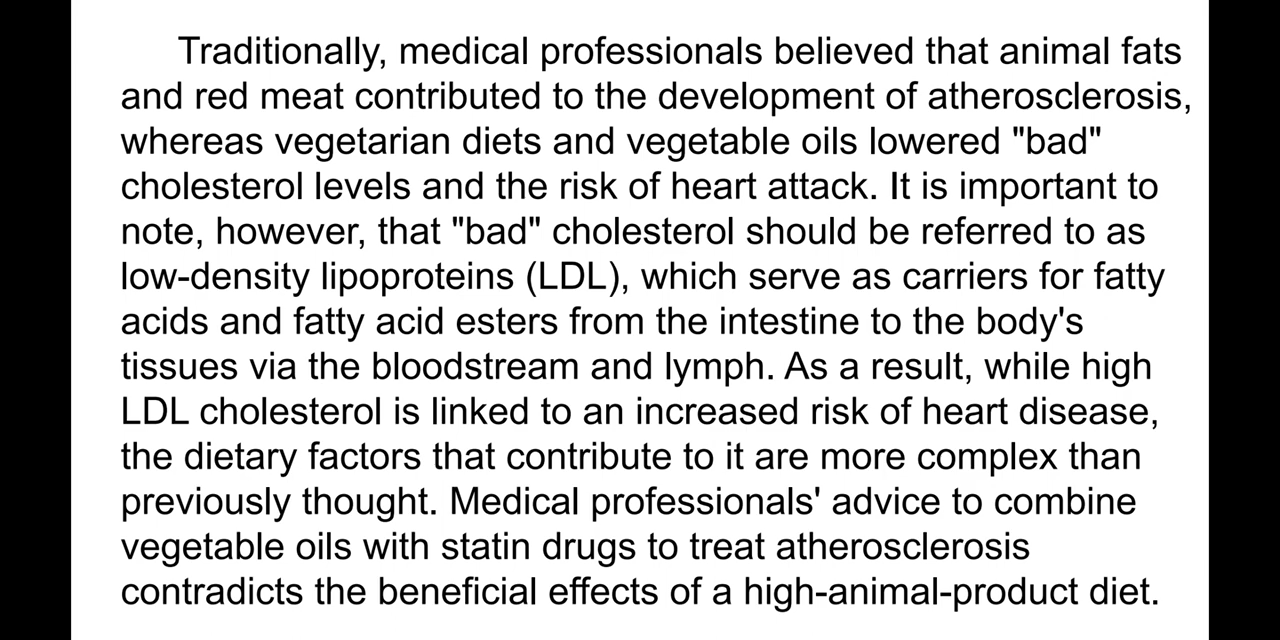 Traditionally, medical professionals believed that animal fats
and red meat contributed to the development of atherosclerosis,
whereas vegetarian diets and vegetable oils lowered "bad"
cholesterol levels and the risk of heart attack. It is important to
note, however, that "bad" cholesterol should be referred to as
low-density lipoproteins (LDL), which serve as carriers for fatty
acids and fatty acid esters from the intestine to the body's
tissues via the bloodstream and lymph. As a result, while high
LDL cholesterol is linked to an increased risk of heart disease,
the dietary factors that contribute to it are more complex than
previously thought. Medical professionals' advice to combine
vegetable oils with statin drugs to treat atherosclerosis
contradicts the beneficial effects of a high-animal-product diet.